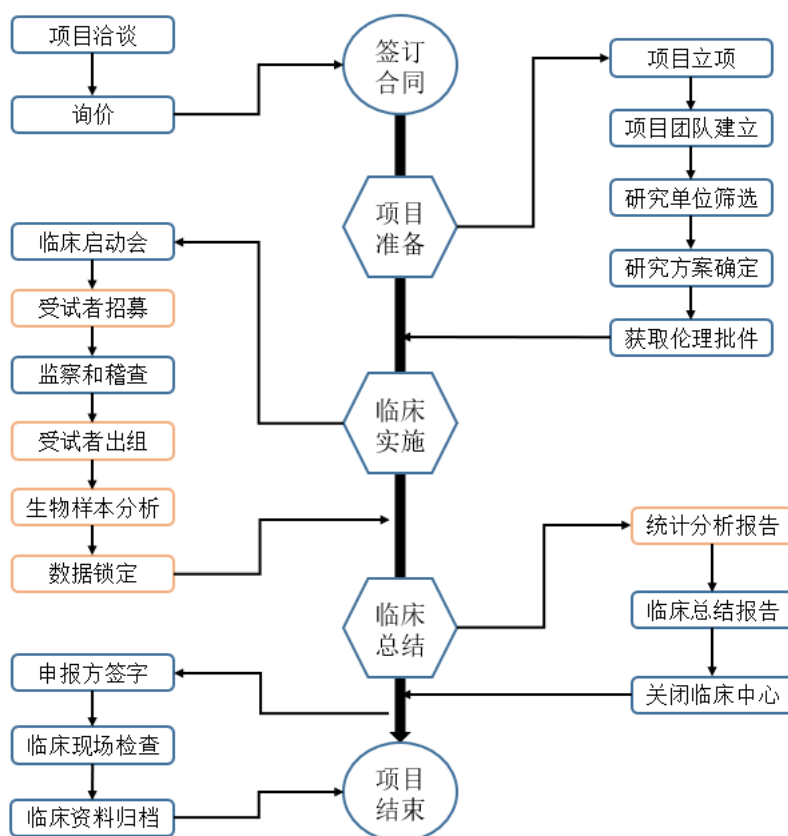 项目洽谈
询价
签订
合同
项目立项
项目团队建立
研究单位筛选
研究方案确定
获取伦理批件
项目
准备
临床启动会
受试者招募
监察和稽查
受试者出组
生物样本分析
数据锁定
临床
实施
统计分析报告
临床总结报告
关闭临床中心
临床
总结
申报方签字
临床现场检查
临床资料归档
项目
结束